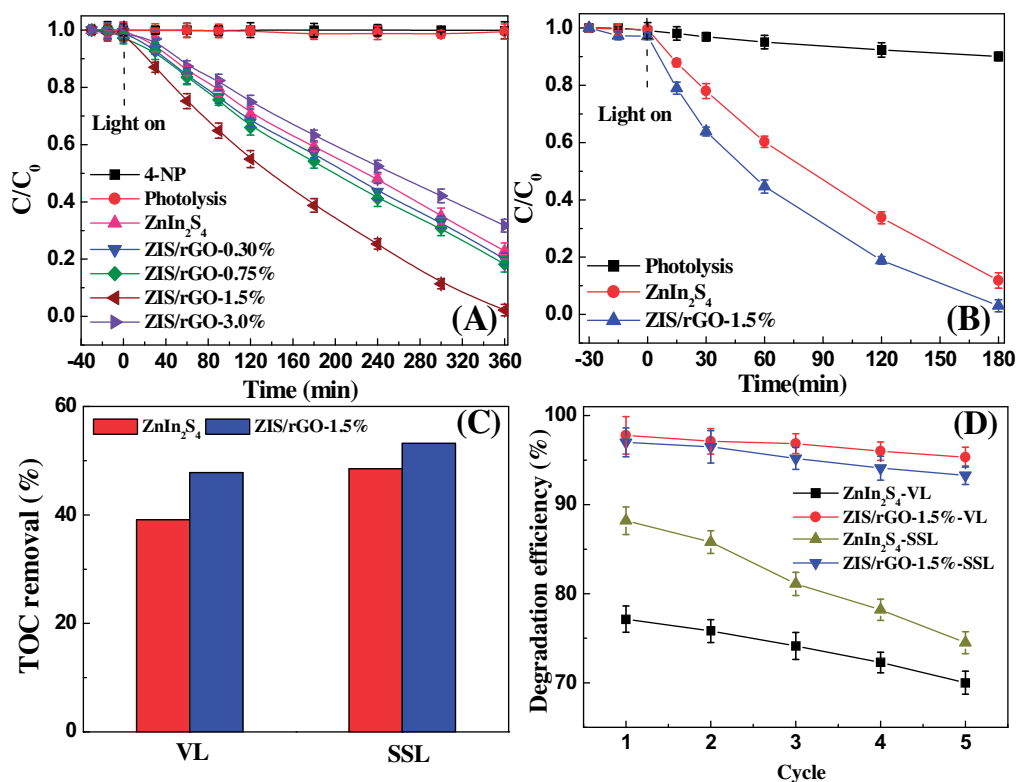 (A)
C/C₀
1.0
0.8
0.6
0.4
0.2
0.0
Light on
4-NP
Photolysis
ZnIn₂S₄
ZIS/rGO-0.30%
ZIS/rGO-0.75%
ZIS/rGO-1.5%
ZIS/rGO-3.0%
-40 0 40 80 120 160 200 240 280 320 360
Time (min)
(B)
C/C₀
1.0
0.8
0.6
0.4
0.2
0.0
Light on
Photolysis
ZnIn₂S₄
ZIS/rGO-1.5%
-30 0 30 60 90 120 150 180
Time(min)
(C)
TOC removal (%)
60
40
20
0
ZnIn₂S₄ ZIS/rGO-1.5%
VL SSL
(D)
Degradation efficiency (%)
100
90
80
70
ZnIn₂S₄-VL
ZIS/rGO-1.5%-VL
ZnIn₂S₄-SSL
ZIS/rGO-1.5%-SSL
1 2 3 4 5
Cycle